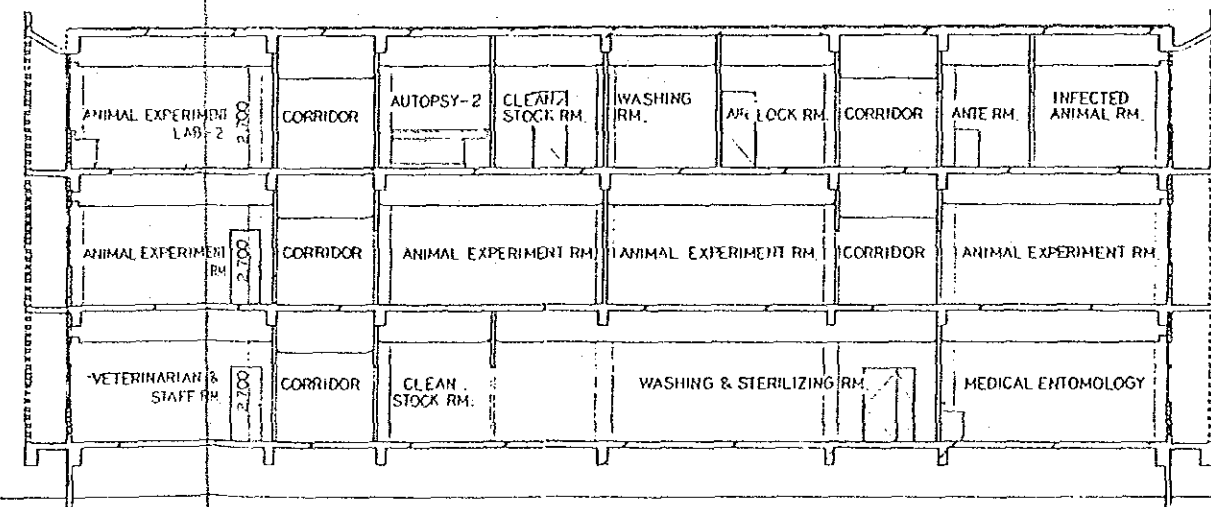 ANIMAL EXPERIMENT
LAB-2
2,700
CORRIDOR
AUTOPSY-2
CLEAN
STOCK RM.
WASHING
RM.
AIR LOCK RM.
CORRIDOR
ANTE RM.
INFECTED
ANIMAL RM.
ANIMAL EXPERIMENT
RM
2,700
CORRIDOR
ANIMAL EXPERIMENT RM
ANIMAL EXPERIMENT RM.
CORRIDOR
ANIMAL EXPERIMENT RM.
VETERINARIAN &
STAFF RM.
2,700
CORRIDOR
CLEAN
STOCK RM.
WASHING & STERILIZING RM.
MEDICAL ENTOMOLOGY